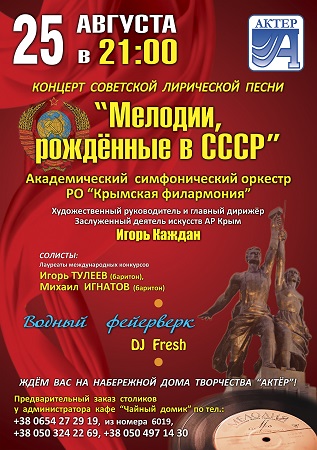 25 АВГУСТА
в 21:00
АКТЕР
КОНЦЕРТ СОВЕТСКОЙ ЛИРИЧЕСКОЙ ПЕСНИ
“Мелодии,
рождённые в СССР”
Академический симфонический оркестр
РО “Крымская филармония”
Художественный руководитель и главный дирижёр
Заслуженный деятель искусств АР Крым
Игорь Каждан
СОЛИСТЫ:
Лауреаты международных конкурсов
Игорь ТУЛЕЕВ (баритон),
Михаил ИГНАТОВ (баритон)
Водный фейерверк
DJ Fresh
ЖДЁМ ВАС НА НАБЕРЕЖНОЙ ДОМА ТВОРЧЕСТВА “АКТЁР”!
Предварительный заказ столиков
у администратора кафе “Чайный домик” по тел.:
+38 0654 27 29 19, из номера 6019,
+38 050 324 22 69, +38 050 497 14 30
МЕЛОДИЯ